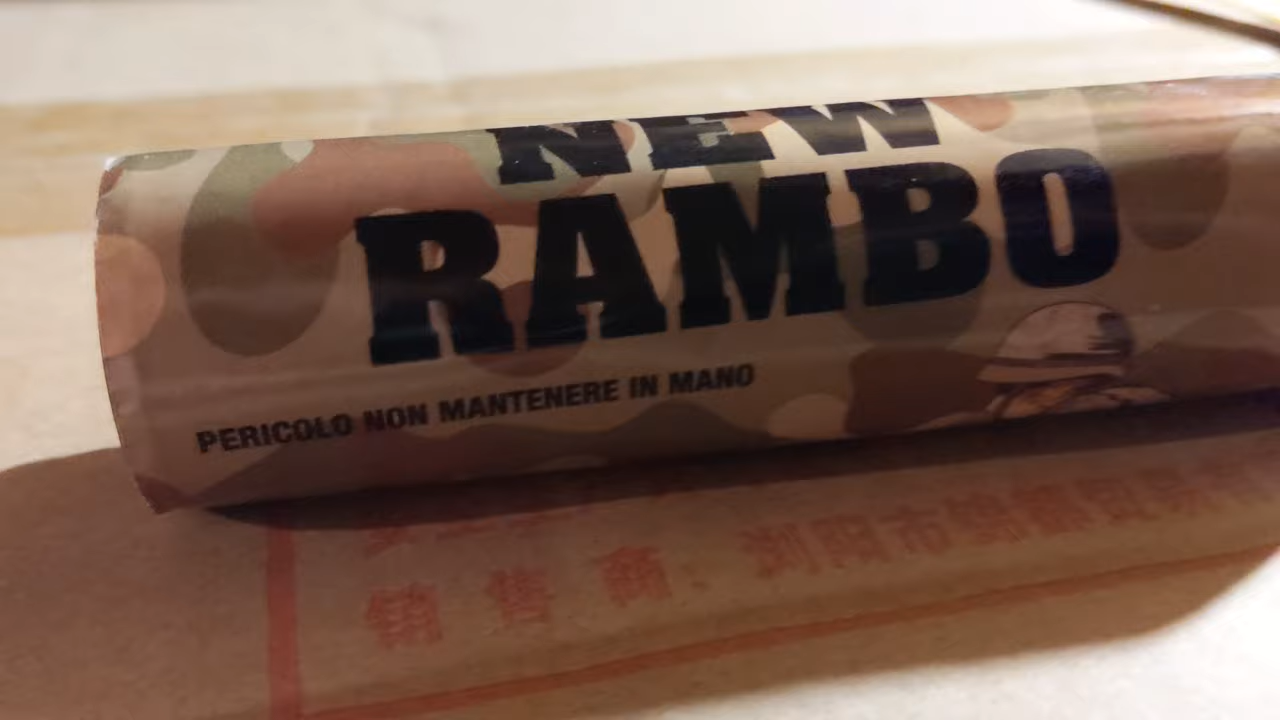 NEW
RAMBO
PERICOLO NON MANTENERE IN MANO
销售商：浏阳市